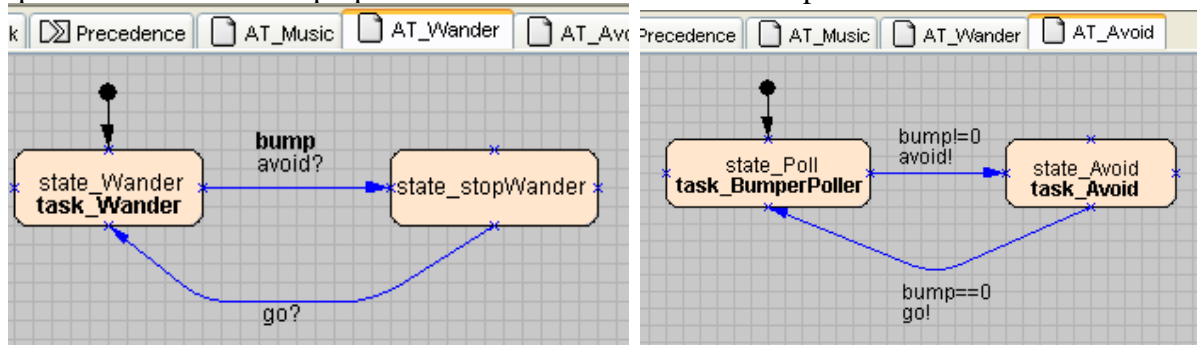 k Precedence AT_Music AT_Wander AT_Avo
bump
avoid?
state_Wander
task_Wander
state_stopWander
go?
Precedence AT_Music AT_Wander AT_Avoid
bump!=0
avoid!
state_Poll
task_BumperPoller
state_Avoid
task_Avoid
bump==0
go!